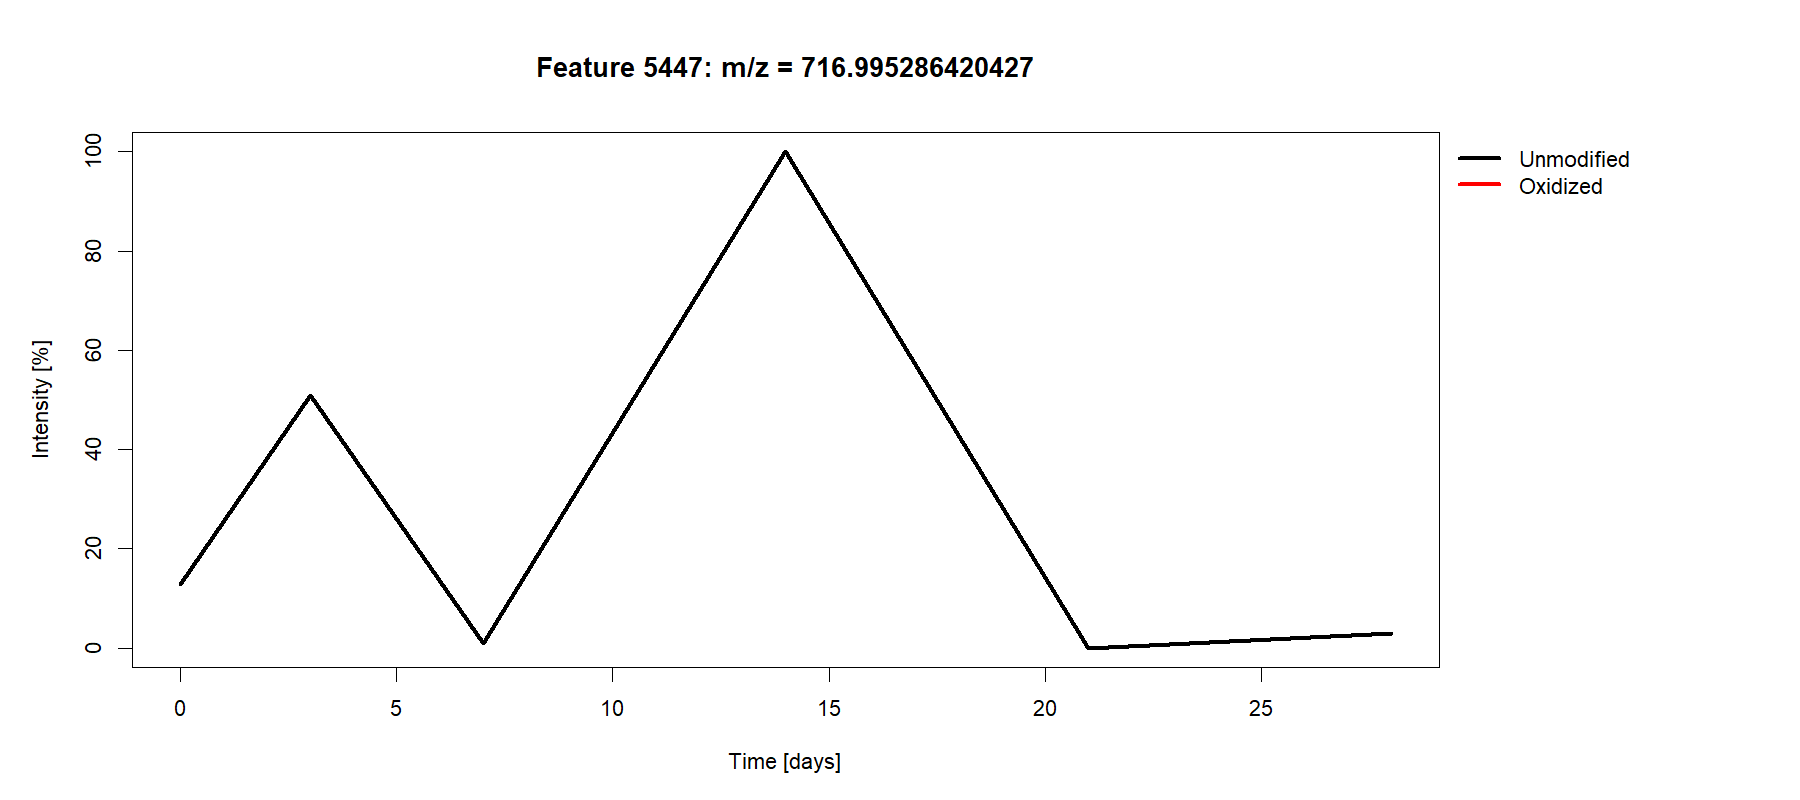 Feature 5447: m/z = 716.995286420427
Unmodified
Oxidized
Intensity [%]
100
80
60
40
20
0
0 5 10 15 20 25
Time [days]